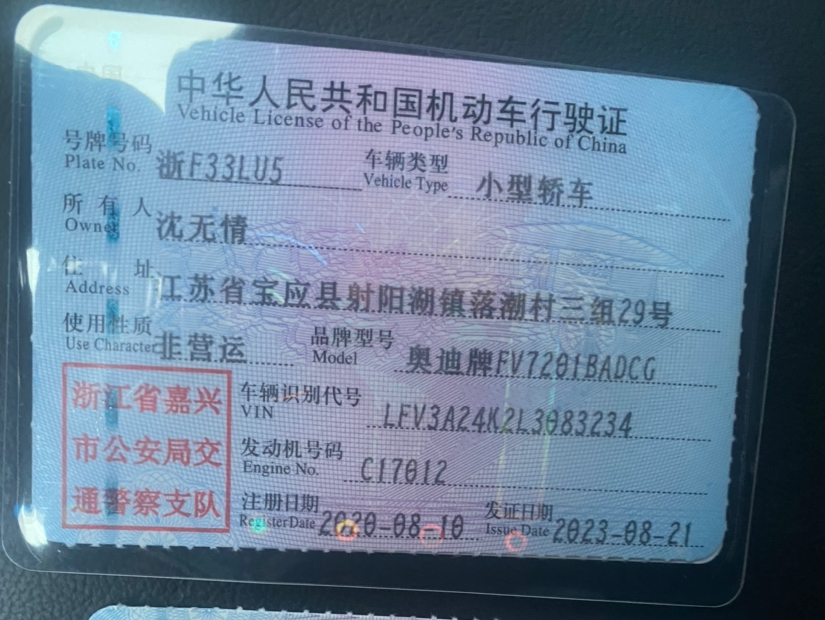 中华人民共和国机动车行驶证
Vehicle License of the People's Republic of China
号牌号码 浙F33LU5 车辆类型 小型轿车
Plate No. Vehicle Type
所有人 沈无情
Owner
住址 江苏省宝应县射阳湖镇落潮村三组29号
Address
使用性质 非营运 品牌型号 奥迪牌FV7201BADCG
Use Character Model
浙江省嘉兴 车辆识别代号 LFV3A24K2L3083234
VIN
市公安局交 发动机号码 C17012
Engine No.
通警察支队 注册日期 2020-08-10 发证日期 2023-08-21
Register Date Issue Date